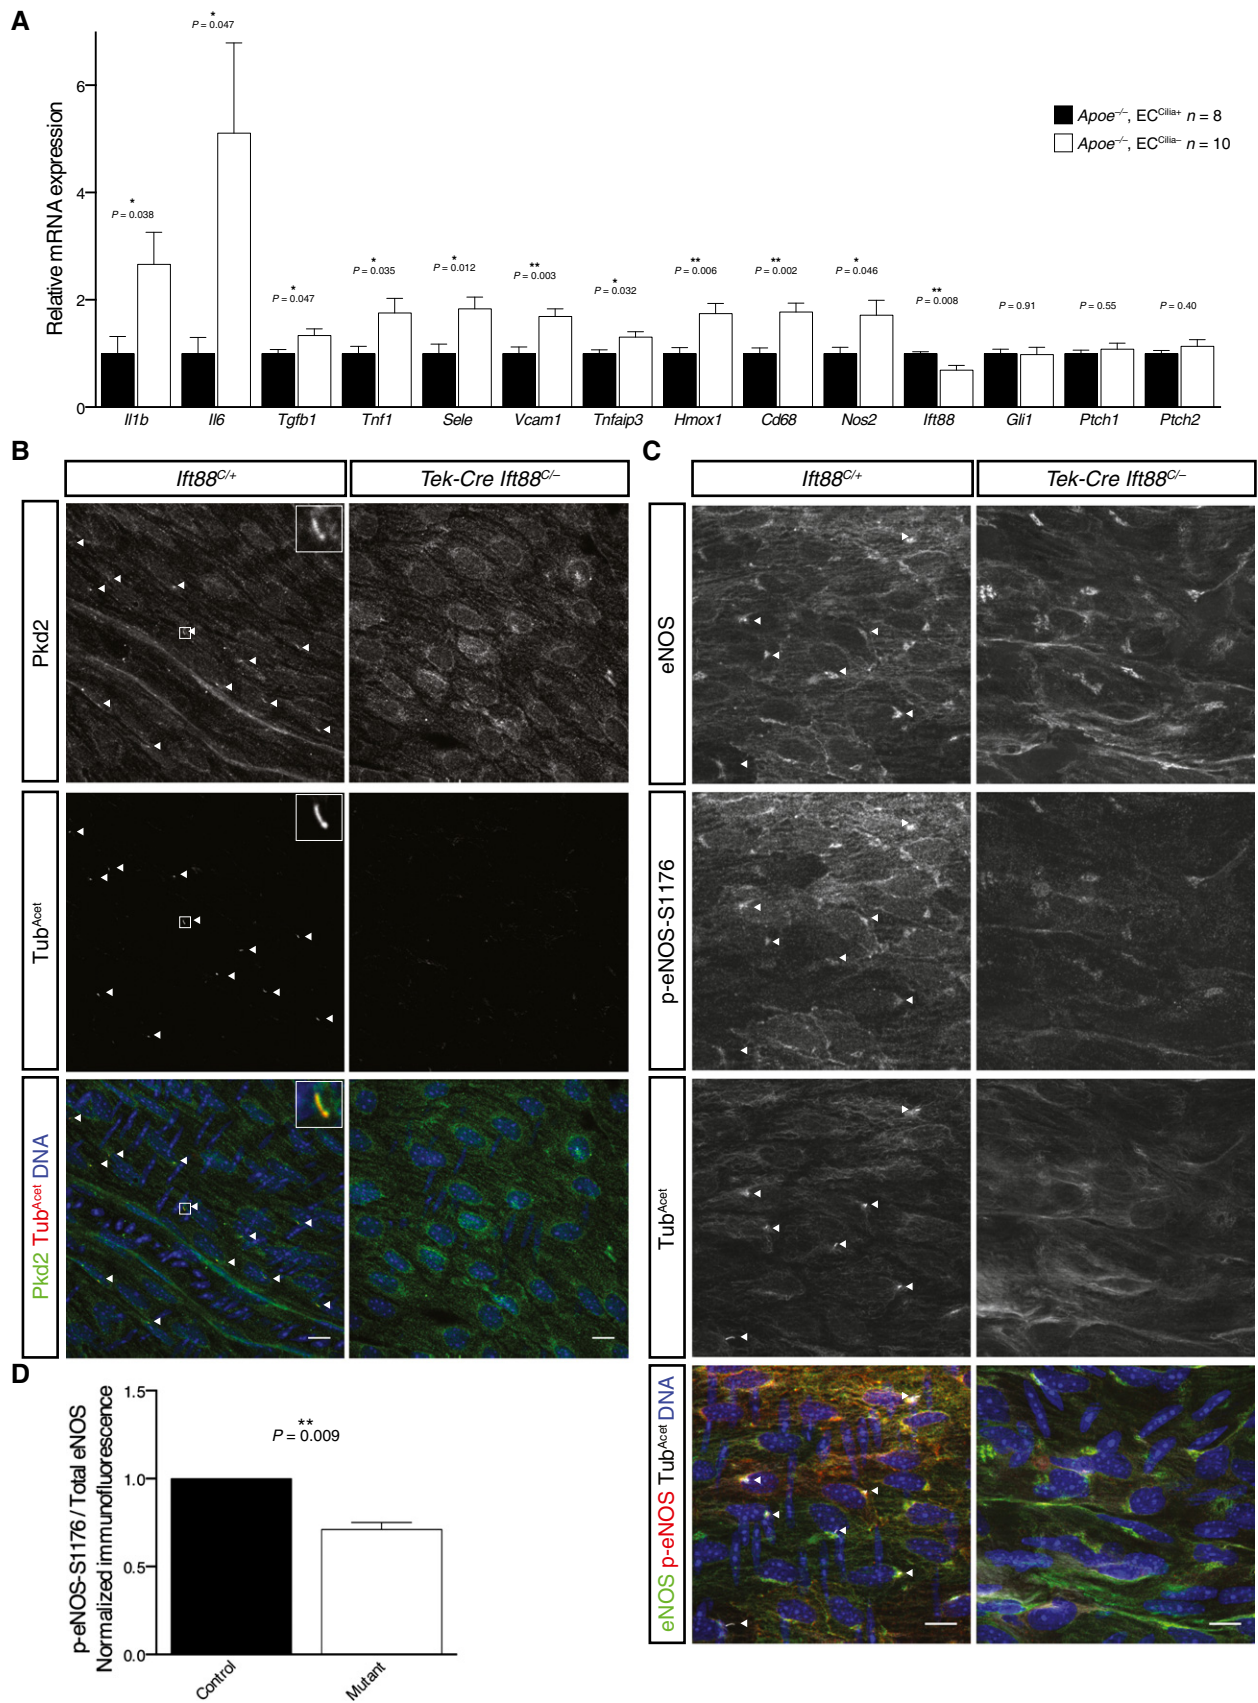 A
* * 
P = 0.047
6
4
2
0
Relative mRNA expression
Apoe–/–, ECCilia+ n = 8
Apoe–/–, ECCilia– n = 10
*
P = 0.038
*
P = 0.047
*
P = 0.035
*
P = 0.012
**
P = 0.003
*
P = 0.032
**
P = 0.006
**
P = 0.002
*
P = 0.046
**
P = 0.008
P = 0.91
P = 0.55
P = 0.40
Il1b Il6 Tgfb1 Tnf1 Sele Vcam1 Tnfaip3 Hmox1 Cd68 Nos2 Ift88 Gli1 Ptch1 Ptch2
B
Ift88C/+
Tek-Cre Ift88C/–
Pkd2
TubAcet
Pkd2 TubAcet DNA
C
Ift88C/+
Tek-Cre Ift88C/–
eNOS
p-eNOS-S1176
TubAcet
eNOS p-eNOS TubAcet DNA
D
p-eNOS-S1176 / Total eNOS
Normalized immunofluorescence
1.5
1.0
0.5
0.0
**
P = 0.009
Control
Mutant